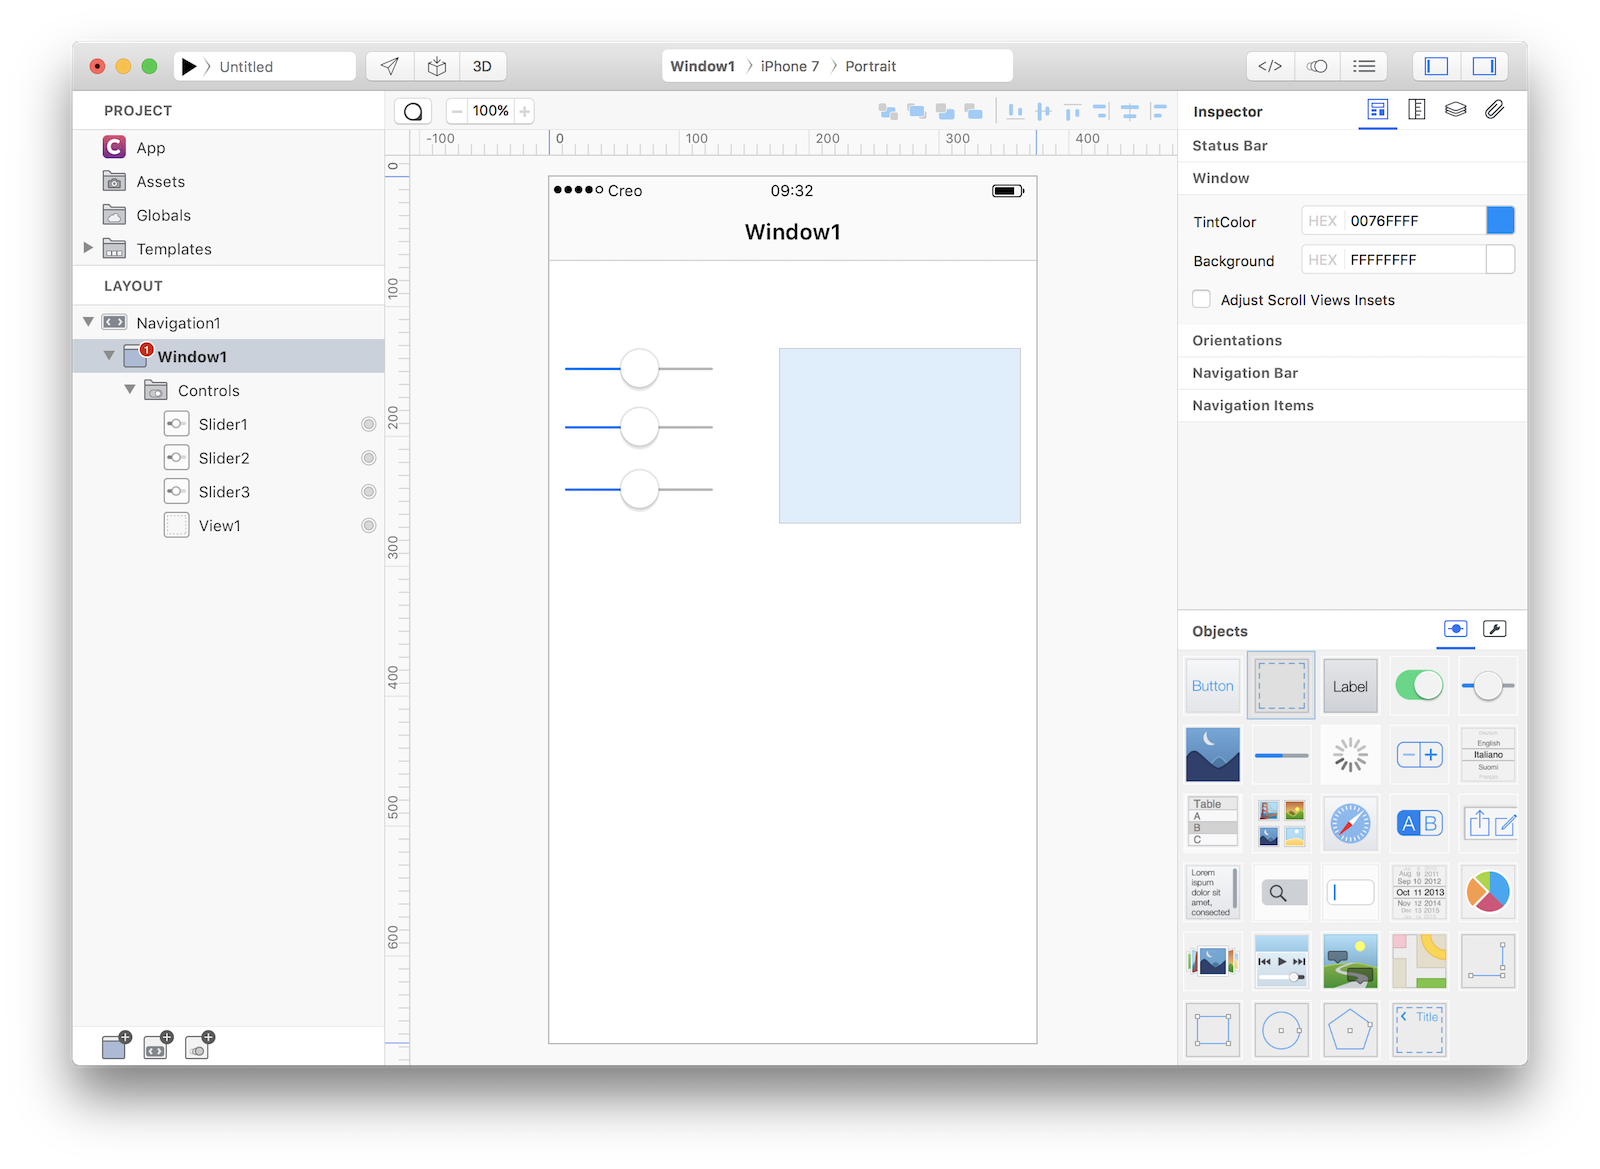 Untitled
3D
Window1 iPhone 7 Portrait
</>
PROJECT
App
Assets
Globals
Templates
LAYOUT
Navigation1
1
Window1
Controls
Slider1
Slider2
Slider3
View1
100%
-100 0 100 200 300 400
0
100
200
300
400
500
600
Creo 09:32
Window1
Inspector
Status Bar
Window
TintColor HEX 0076FFFF
Background HEX FFFFFFFF
Adjust Scroll Views Insets
Orientations
Navigation Bar
Navigation Items
Objects
Button Label
Deutsch
English
Italiano
Suomi
Français
Table
A
B
C
A B
Lorem
ispum
dolor sit
amet,
consected
Aug 9 2011
Sep 10 2012
Oct 11 2013
Nov 12 2014
Dec 13 2015
Title